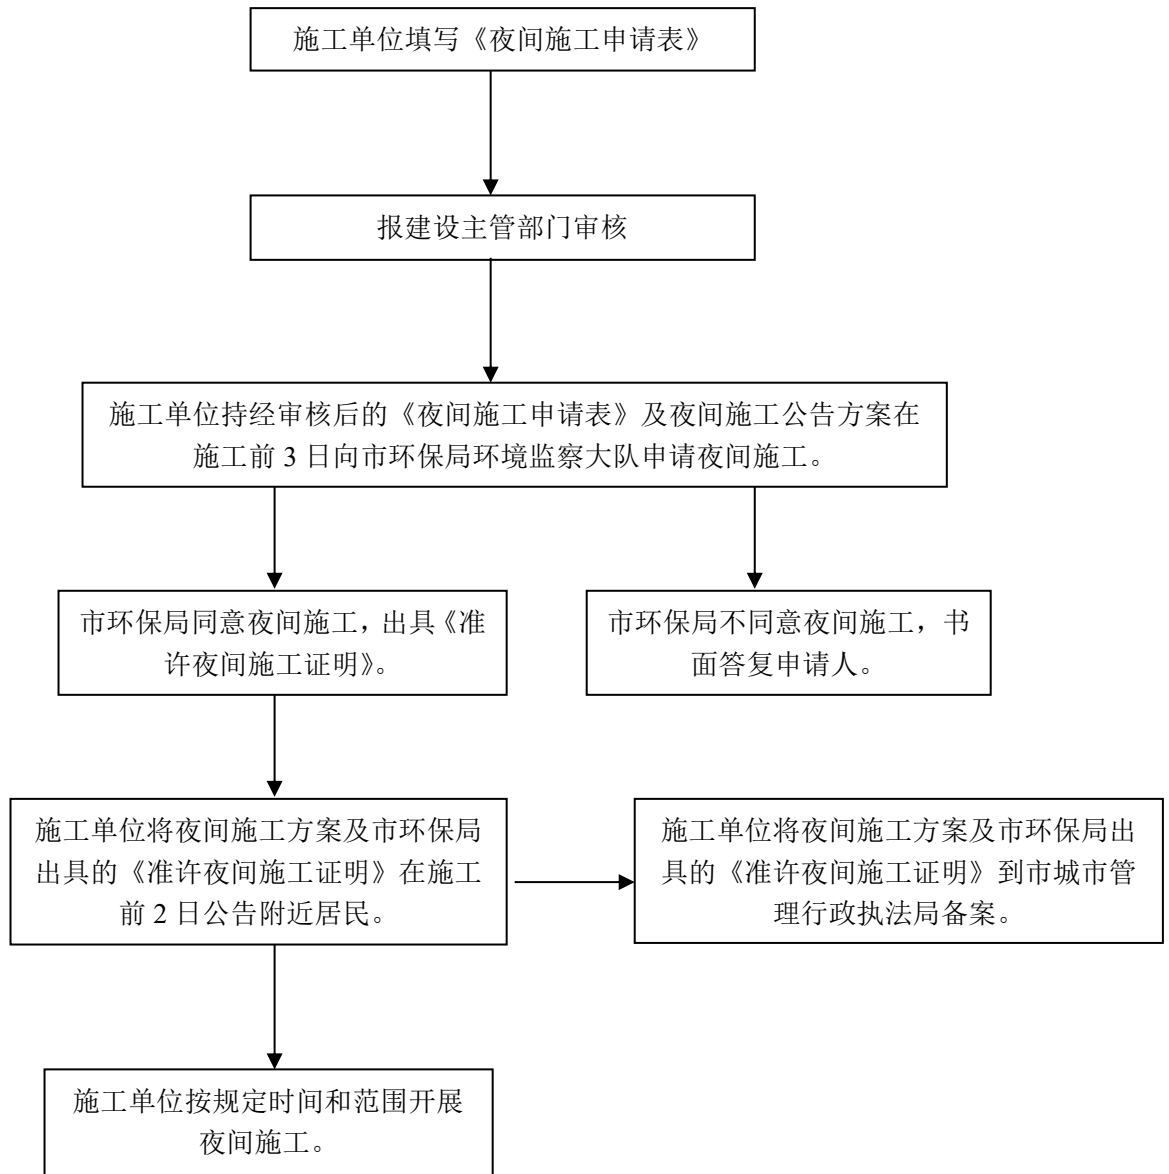 施工单位填写《夜间施工申请表》
报建设主管部门审核
施工单位持经审核后的《夜间施工申请表》及夜间施工公告方案在
施工前 3 日向市环保局环境监察大队申请夜间施工。
市环保局同意夜间施工，出具《准
许夜间施工证明》。
市环保局不同意夜间施工，书
面答复申请人。
施工单位将夜间施工方案及市环保局
出具的《准许夜间施工证明》在施工
前 2 日公告附近居民。
施工单位将夜间施工方案及市环保局出
具的《准许夜间施工证明》到市城市管
理行政执法局备案。
施工单位按规定时间和范围开展
夜间施工。